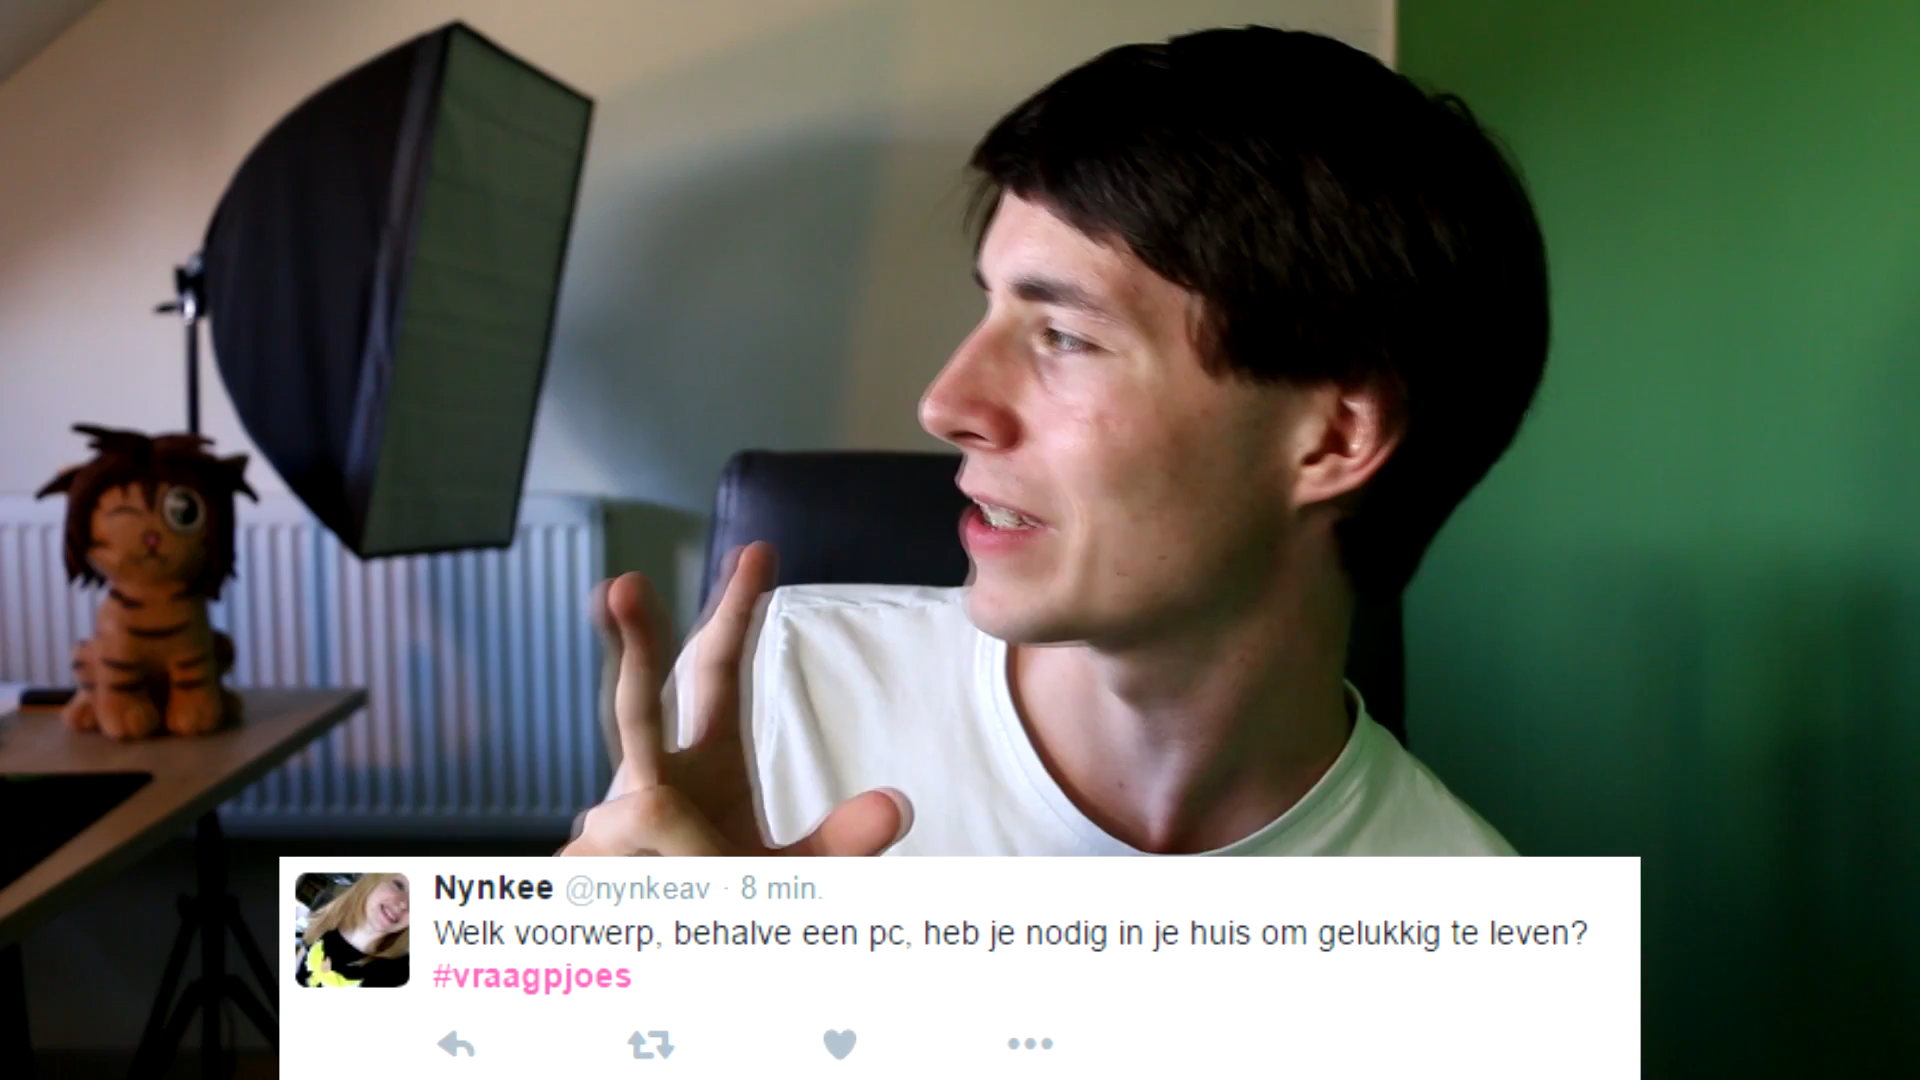 Nynkee @nynkeav · 8 min.
Welk voorwerp, behalve een pc, heb je nodig in je huis om gelukkig te leven?
#vraagpjoes